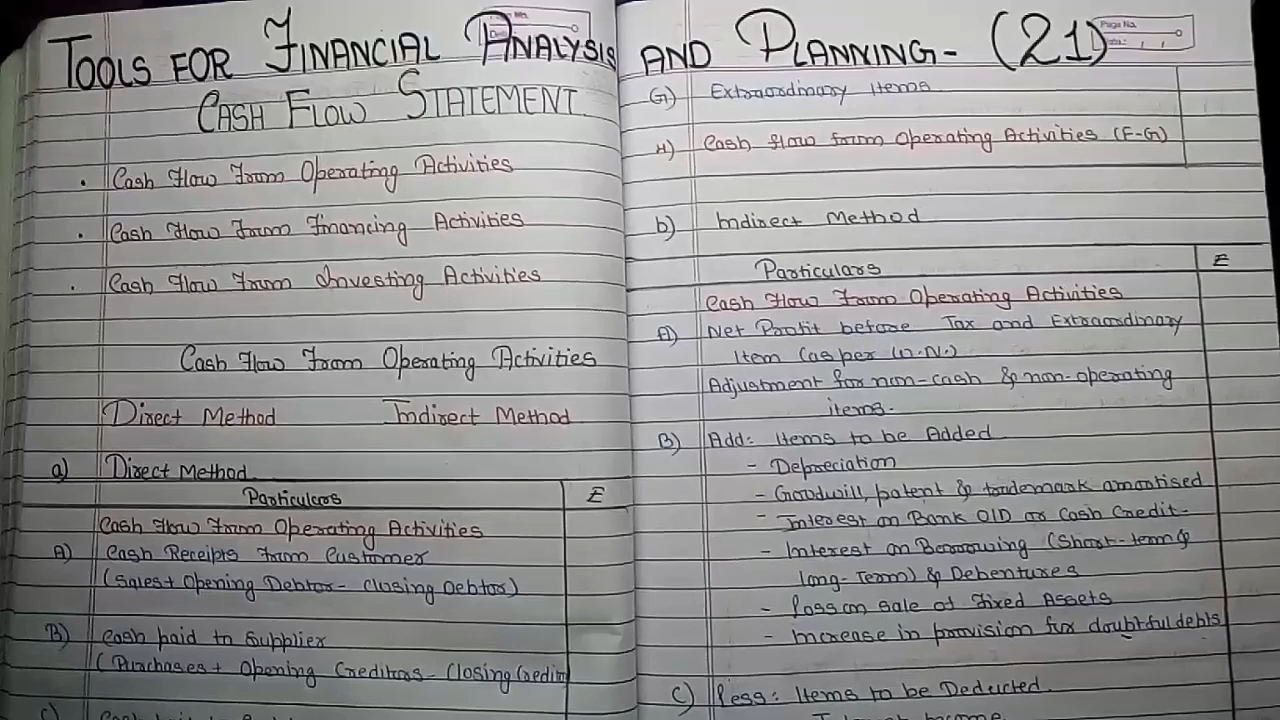 TOOLS FOR FINANCIAL ANALYSIS AND PLANNING- (21)
CASH FLOW STATEMENT
. Cash Flow From Operating Activities
. Cash Flow From Financing Activities
. Cash Flow From Investing Activities
Cash Flow From Operating Activities
Direct Method Indirect Method
a) Direct Method
Particulars ₹
Cash Flow From Operating Activities
A) Cash Receipts From Customer
(Sales+ Opening Debtor- Closing Debtor)
B) Cash paid to Supplier
(Purchases+ Opening Creditors- Closing Creditor
C)
Page No.
G) Extraordinary Items
H) Cash flow from Operating Activities (F-G)
b) Indirect Method
Particulars ₹
Cash Flow From Operating Activities
A) Net Profit before Tax and Extraordinary
Item (as per W.N.)
Adjustment for non-cash & non-operating
items.
B) Add: Items to be Added
- Depreciation
- Goodwill, patent & trademark amortised
- Interest on Bank O|D or Cash Credit-
- Interest on Borrowing (Short-term &
long-Term) & Debentures
- Loss on Sale of Fixed Assets
- Increase in provision for doubtful debts
C) Less: Items to be Deducted